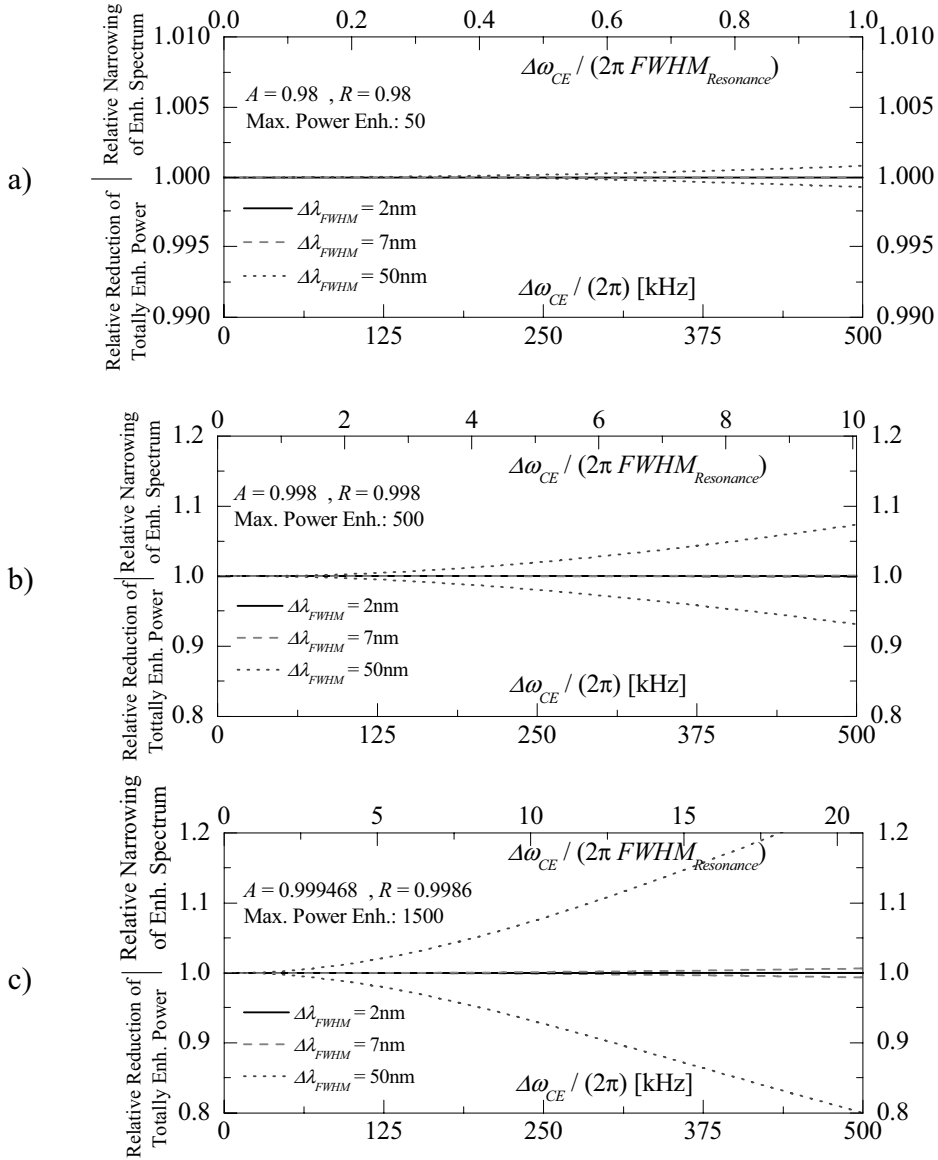 a)
Relative Narrowing of Enh. Spectrum
Relative Reduction of Totally Enh. Power
0.0 0.2 0.4 0.6 0.8 1.0
1.010 1.010
1.005 1.005
1.000 1.000
0.995 0.995
0.990 0.990
Δω_CE / (2π FWHM_Resonance)
A = 0.98 , R = 0.98
Max. Power Enh.: 50
Δλ_FWHM = 2nm
Δλ_FWHM = 7nm
Δλ_FWHM = 50nm
Δω_CE / (2π) [kHz]
0 125 250 375 500
b)
Relative Narrowing of Enh. Spectrum
Relative Reduction of Tottally Enh. Power
0 2 4 6 8 10
1.2 1.2
1.1 1.1
1.0 1.0
0.9 0.9
0.8 0.8
Δω_CE / (2π FWHM_Resonance)
A = 0.998 , R = 0.998
Max. Power Enh.: 500
Δλ_FWHM = 2nm
Δλ_FWHM = 7nm
Δλ_FWHM = 50nm
Δω_CE / (2π) [kHz]
0 125 250 375 500
c)
Relative Narrowing of Enh. Spectrum
Relative Reduction of Totally Enh. Power
0 5 10 15 20
1.2 1.2
1.1 1.1
1.0 1.0
0.9 0.9
0.8 0.8
Δω_CE / (2π FWHM_Resonance)
A = 0.999468 , R = 0.9986
Max. Power Enh.: 1500
Δλ_FWHM = 2nm
Δλ_FWHM = 7nm
Δλ_FWHM = 50nm
Δω_CE / (2π) [kHz]
0 125 250 375 500